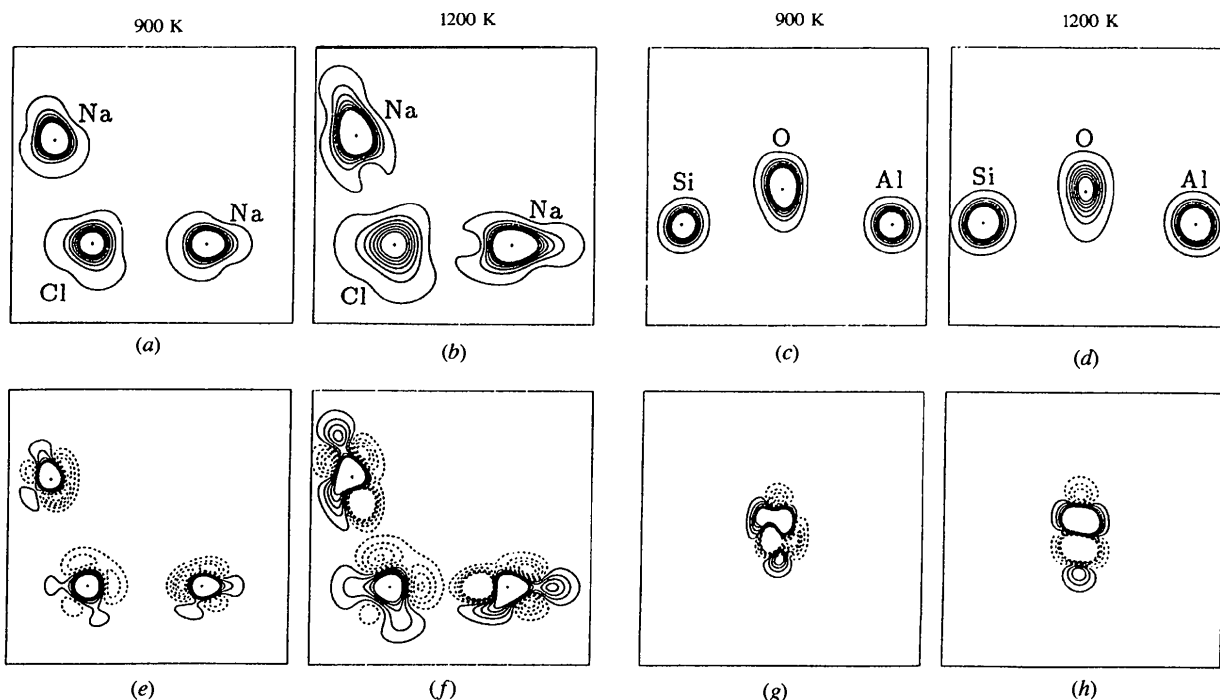 900 K 1200 K 900 K 1200 K
Na Na O O
Si Al Si Al
Na Na
Cl Cl
(a) (b) (c) (d)
(e) (f) (g) (h)